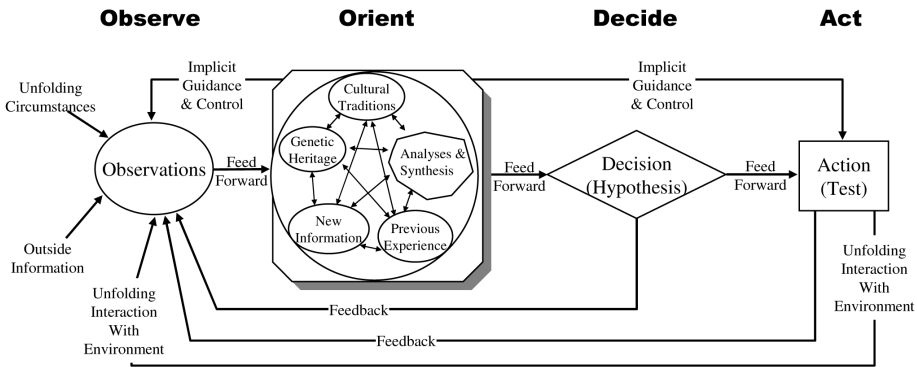 Observe
Orient
Decide
Act
Implicit
Guidance
& Control
Implicit
Guidance
& Control
Unfolding
Circumstances
Cultural
Traditions
Genetic
Heritage
Analyses &
Synthesis
New
Information
Previous
Experience
Observations
Feed
Forward
Feed
Forward
Decision
(Hypothesis)
Feed
Forward
Action
(Test)
Outside
Information
Unfolding
Interaction
With
Environment
Unfolding
Interaction
With
Environment
Feedback
Feedback